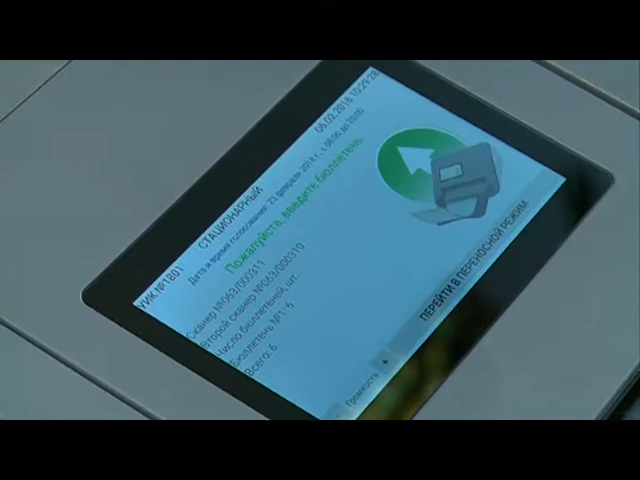 УИК №1801 СТАЦИОНАРНЫЙ 06.02.2018 10:29:28
Дата и время голосования: 23 февраля 2018 г., с 08:00 до 20:00
Пожалуйста, введите бюллетень.
Сканер №063/000311
Второй сканер №063/000310
Число бюллетеней, шт.
Бюллетень №1: 6
Всего: 6
Громкость - +
ПЕРЕЙТИ В ПЕРЕНОСНОЙ РЕЖИМ